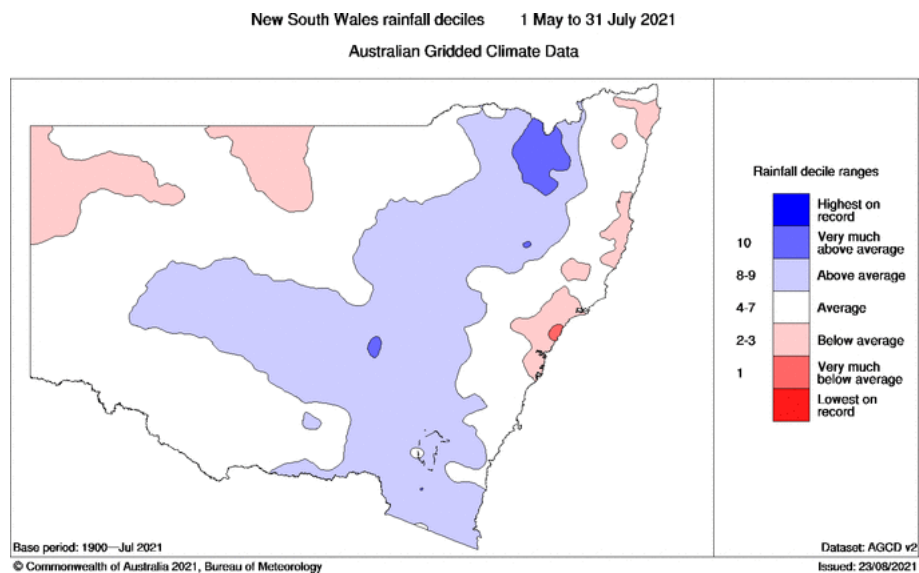 New South Wales rainfall deciles 1 May to 31 July 2021
Australian Gridded Climate Data
Rainfall decile ranges
Highest on
record
10 Very much
above average
8-9 Above average
4-7 Average
2-3 Below average
1 Very much
below average
Lowest on
record
Base period: 1900—Jul 2021
Dataset: AGCD v2
© Commonwealth of Australia 2021, Bureau of Meteorology
Issued: 23/08/2021